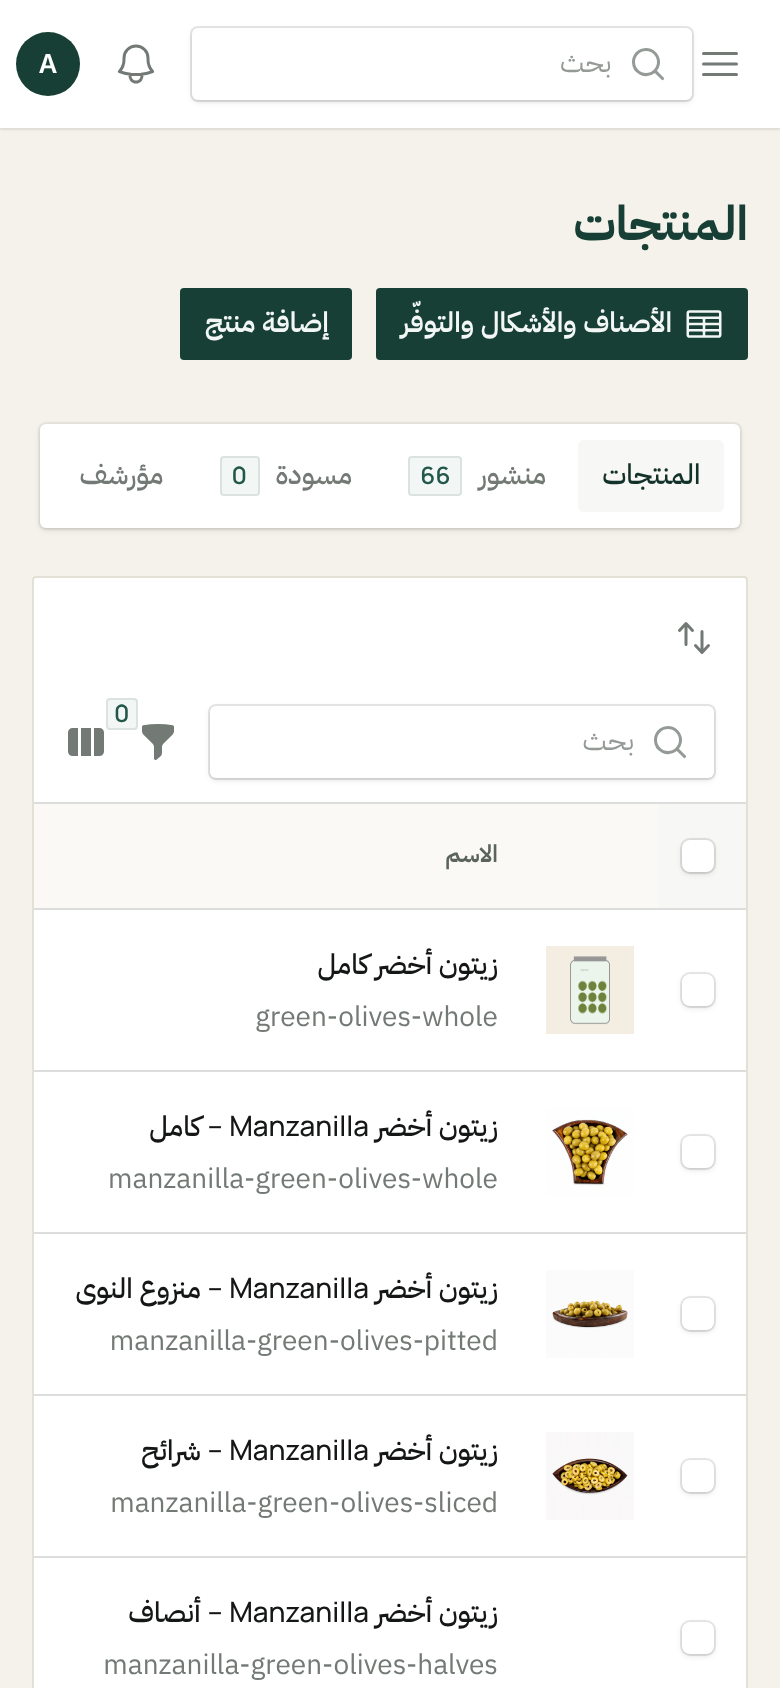 بحث
A
المنتجات
الأصناف والأشكال والتوفّر
إضافة منتج
المنتجات
منشور 66
مسودة 0
مؤرشف
بحث
0
الاسم
زيتون أخضر كامل
green-olives-whole
زيتون أخضر Manzanilla – كامل
manzanilla-green-olives-whole
زيتون أخضر Manzanilla – منزوع النوى
manzanilla-green-olives-pitted
زيتون أخضر Manzanilla – شرائح
manzanilla-green-olives-sliced
زيتون أخضر Manzanilla – أنصاف
manzanilla-green-olives-halves